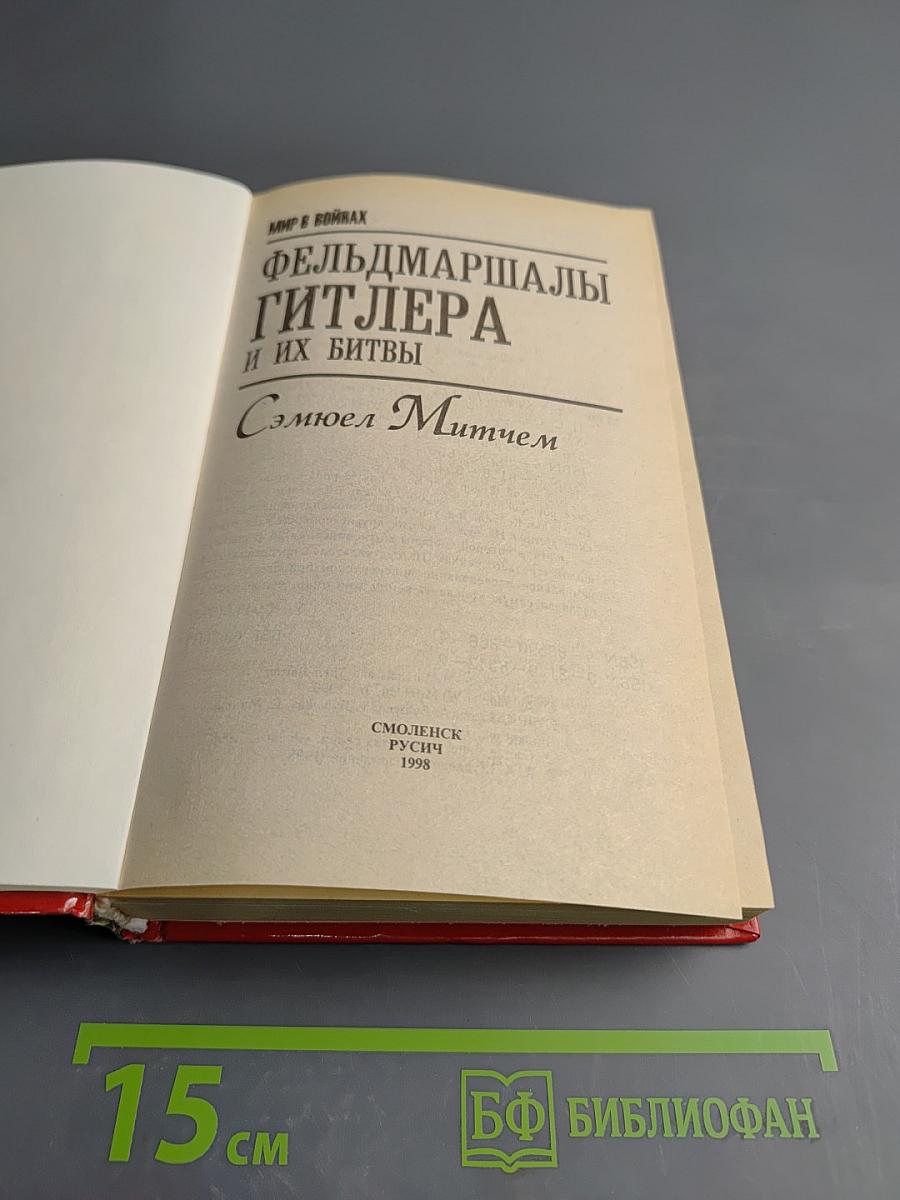 МИР В ВОЙНАХ
ФЕЛЬДМАРШАЛЫ
ГИТЛЕРА
И ИХ БИТВЫ
Сэмюел Митчем
СМОЛЕНСК
РУСИЧ
1998
15 см
БФ БИБЛИОФАН